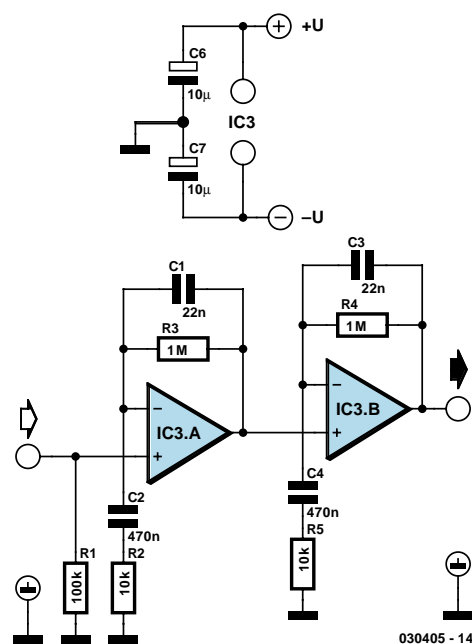 +U
C6
10µ
IC3
C7
10µ
–U
C1
22n
R3
1M
IC3.A
C2
470n
R1
100k
R2
10k
C3
22n
R4
1M
IC3.B
C4
470n
R5
10k
030405 - 14